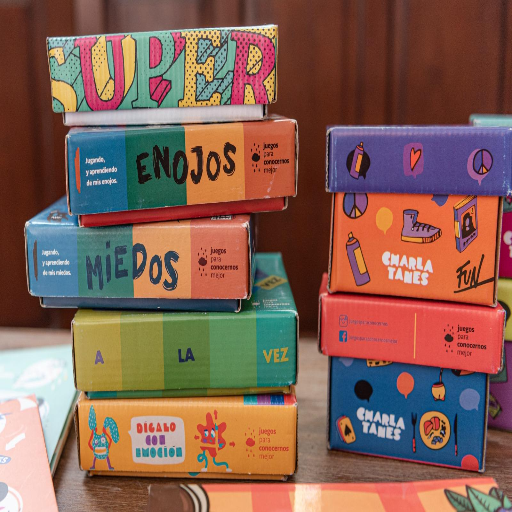 SUPER
Jugando,
y aprendiendo
de mis enojos.
ENOJOS
juegos
para
conocernos
mejor
Jugando,
y aprendiendo
de mis miedos.
MiEDOS
juegos
para
conocernos
mejor
VEZ
A LA VEZ
DIGALO
CON
EMOCION
juegos
para
conocernos
mejor
CHARLA
TANES
FUN
juegos
para
conocernos
mejor
CHARLA
TANES